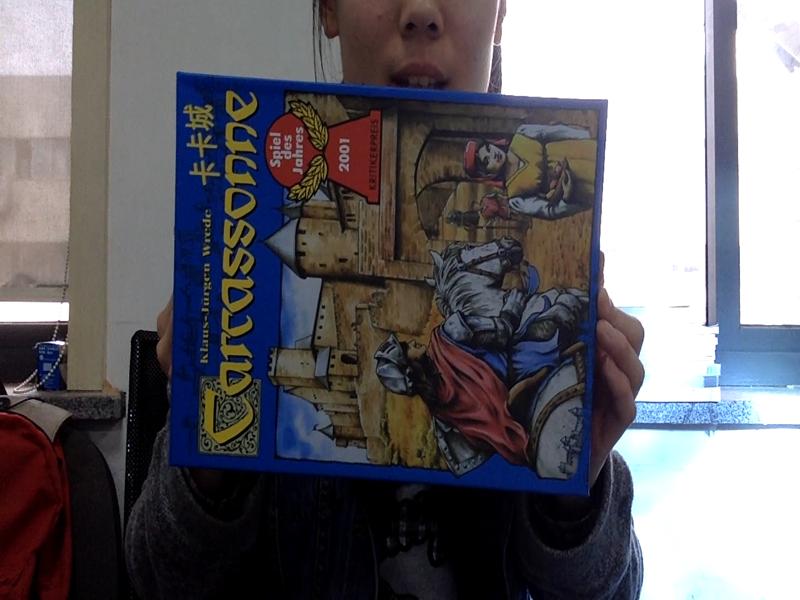 卡卡城
Klaus-Jürgen Wrede
Carcassonne
Spiel
des
Jahres
2001
KRITIKERPREIS